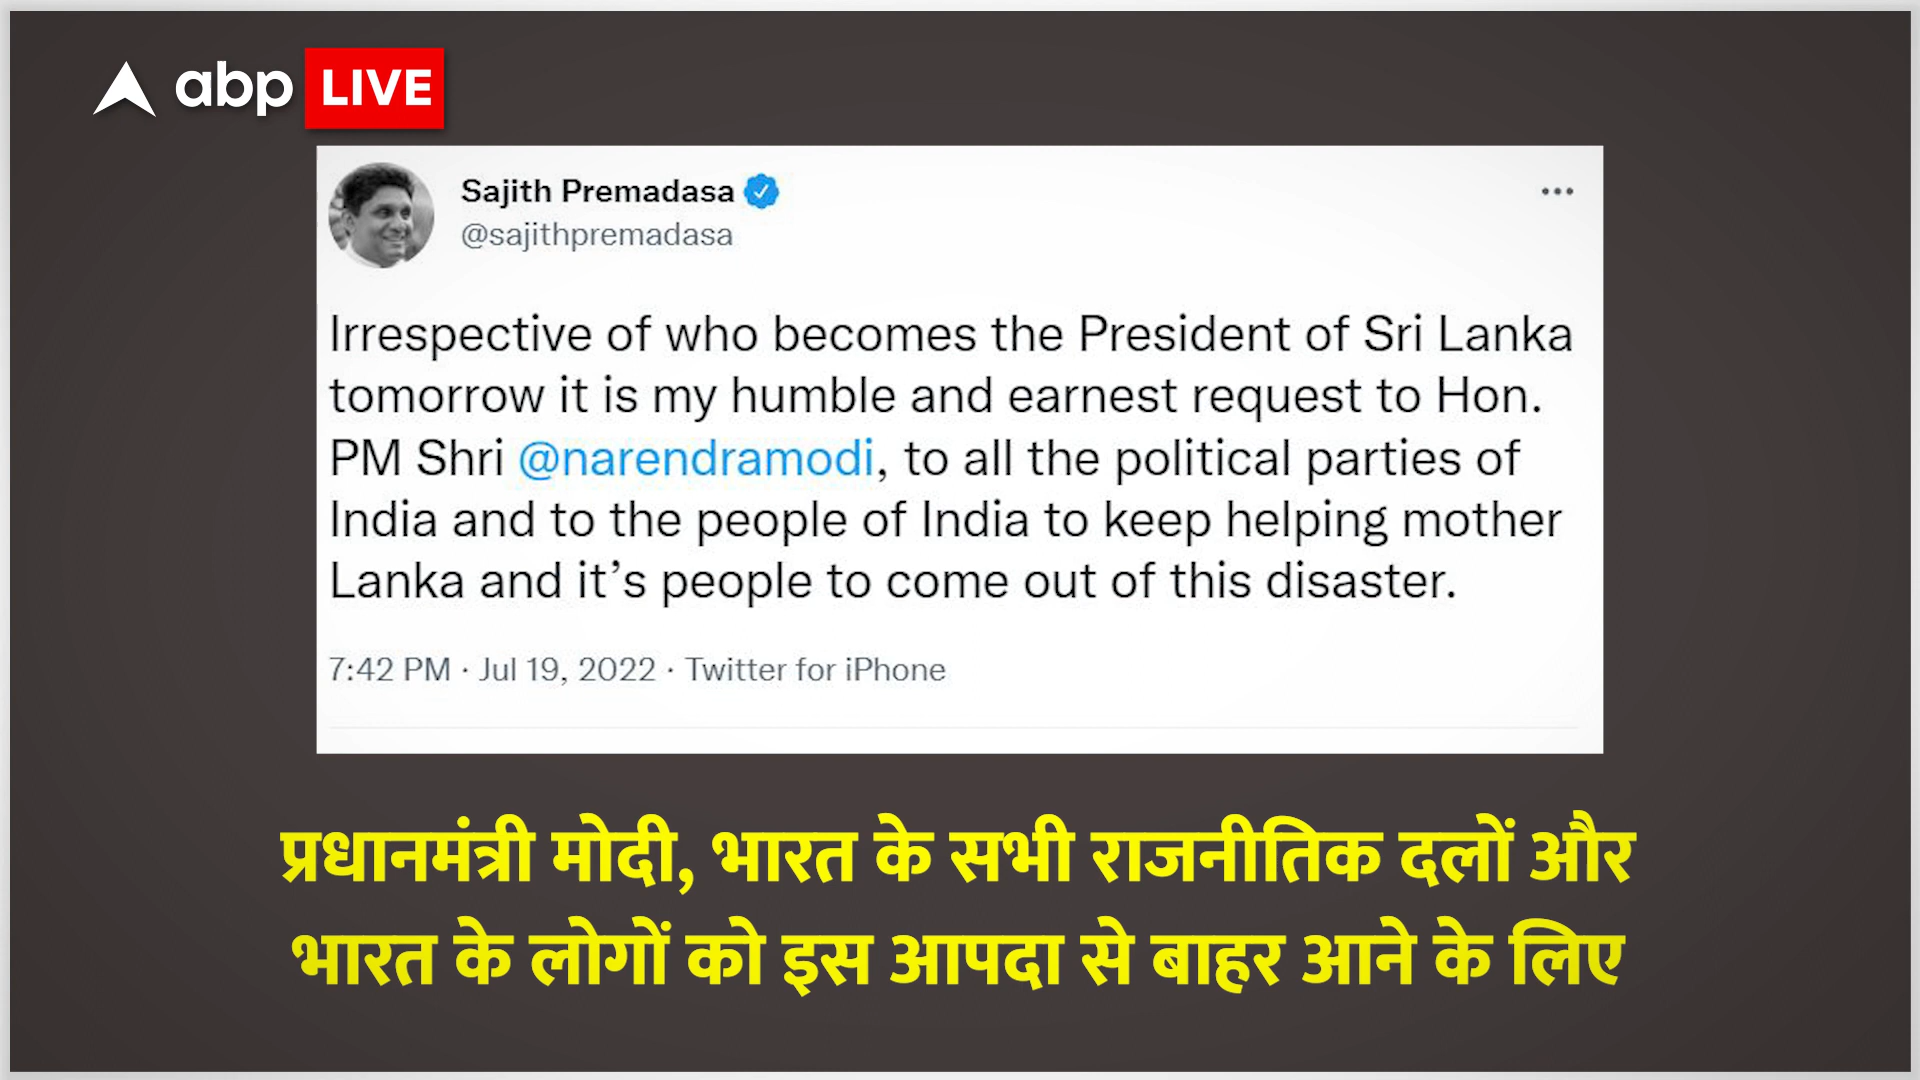 abp LIVE
Sajith Premadasa
@sajithpremadasa
Irrespective of who becomes the President of Sri Lanka
tomorrow it is my humble and earnest request to Hon.
PM Shri @narendramodi, to all the political parties of
India and to the people of India to keep helping mother
Lanka and it’s people to come out of this disaster.
7:42 PM · Jul 19, 2022 · Twitter for iPhone
प्रधानमंत्री मोदी, भारत के सभी राजनीतिक दलों और
भारत के लोगों को इस आपदा से बाहर आने के लिए